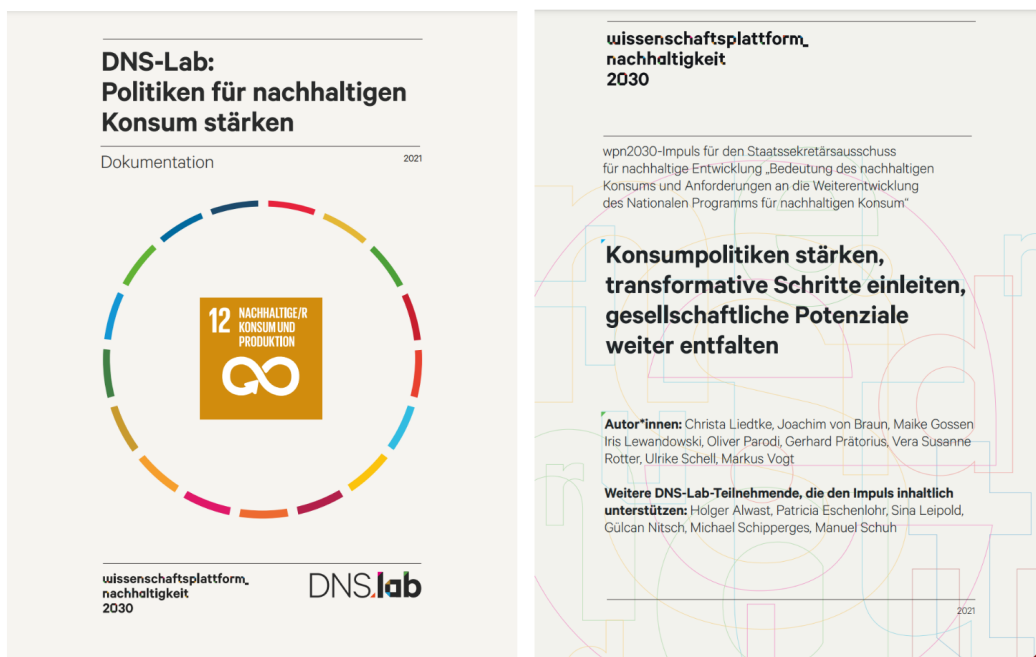 DNS-Lab:
Politiken für nachhaltigen
Konsum stärken
Dokumentation
2021
12 NACHHALTIGE/R
KONSUM UND
PRODUKTION
wissenschaftsplattform_
nachhaltigkeit
2030
DNS.lab
wissenschaftsplattform_
nachhaltigkeit
2030
wpn2030-Impuls für den Staatssekretärsausschuss
für nachhaltige Entwicklung „Bedeutung des nachhaltigen
Konsums und Anforderungen an die Weiterentwicklung
des Nationalen Programms für nachhaltigen Konsum“
Konsumpolitiken stärken,
transformative Schritte einleiten,
gesellschaftliche Potenziale
weiter entfalten
Autor*innen: Christa Liedtke, Joachim von Braun, Maike Gossen
Iris Lewandowski, Oliver Parodi, Gerhard Prätorius, Vera Susanne
Rotter, Ulrike Schell, Markus Vogt
Weitere DNS-Lab-Teilnehmende, die den Impuls inhaltlich
unterstützen: Holger Alwast, Patricia Eschenlohr, Sina Leipold,
Gülcan Nitsch, Michael Schipperges, Manuel Schuh
2021